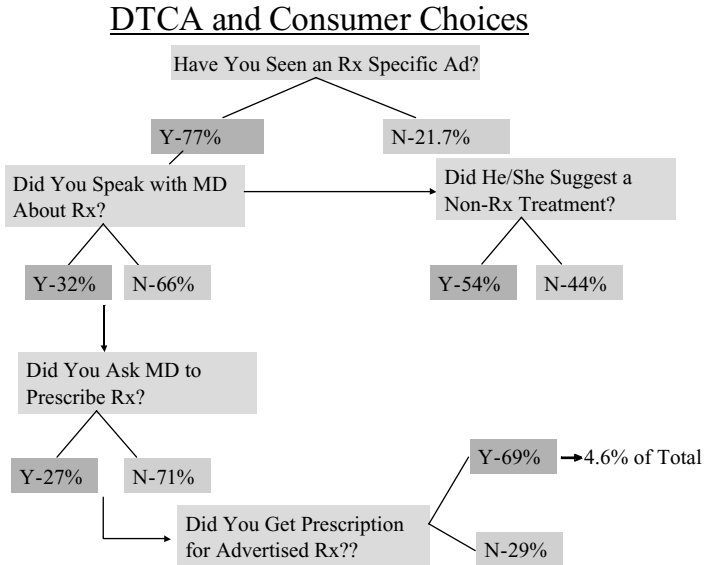 DTCA and Consumer Choices
Have You Seen an Rx Specific Ad?
Y-77%
N-21.7%
Did You Speak with MD
About Rx?
Did He/She Suggest a
Non-Rx Treatment?
Y-32%
N-66%
Y-54%
N-44%
Did You Ask MD to
Prescribe Rx?
Y-27%
N-71%
Y-69%
4.6% of Total
Did You Get Prescription
for Advertised Rx??
N-29%